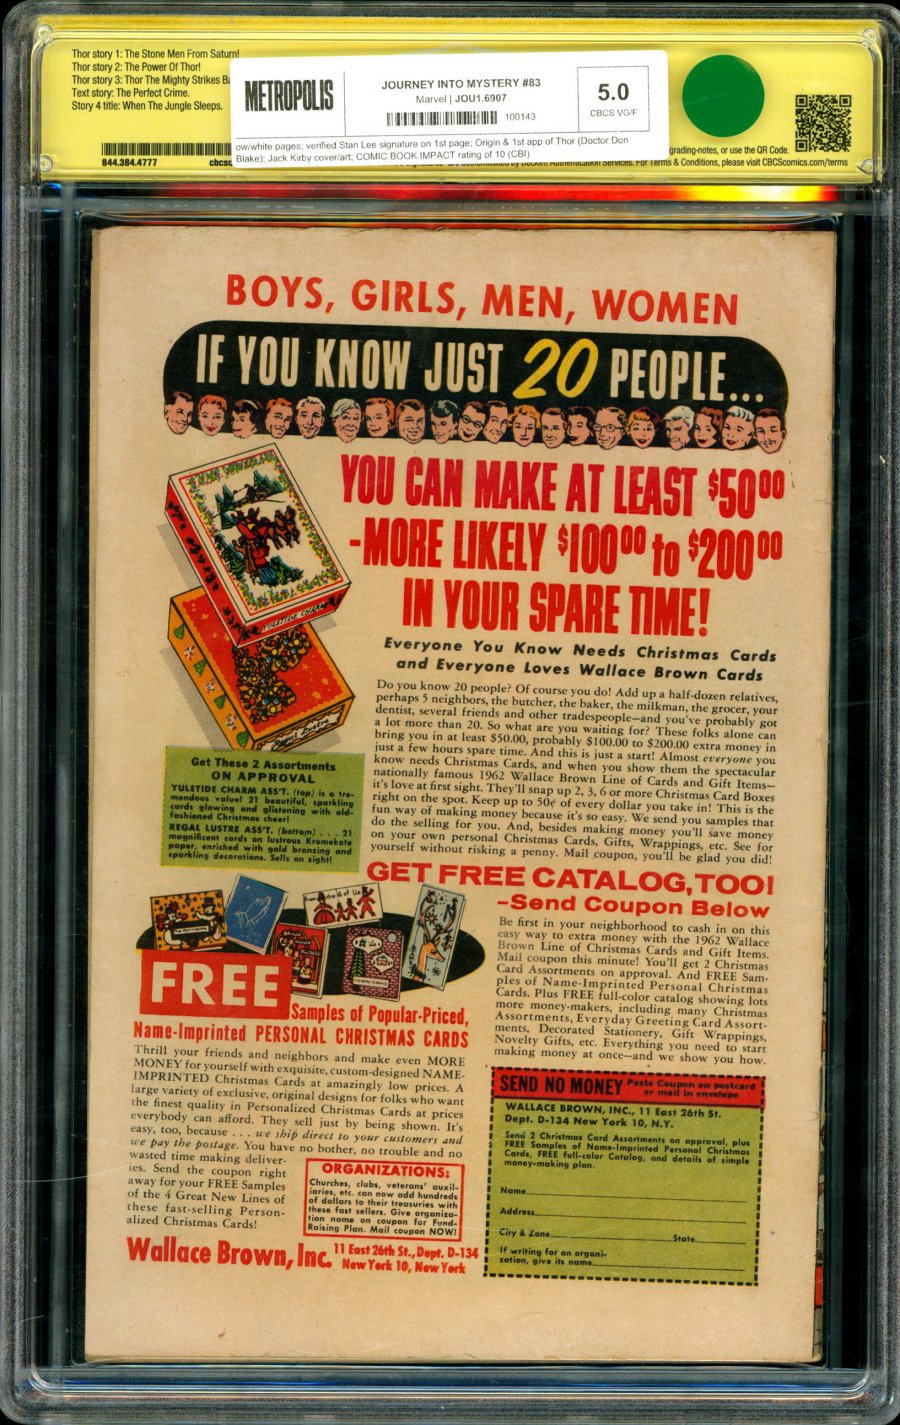 Thor story 1: The Stone Men From Saturn!
Thor story 2: The Power Of Thor!
Thor story 3: Thor The Mighty Strikes
Text story: The Perfect Crime.
Story 4 title: When The Jungle Sleeps.
844.384.4777
METROPOLIS
JOURNEY INTO MYSTERY #83
Marvel | JOU1.6907
100143
5.0
CBCS VG/F
ow/white pages; verified Stan Lee signature on 1st page; Origin & 1st app of Thor (Doctor Don
Blake); Jack Kirby cover/art; COMIC BOOK IMPACT rating of 10 (CBI)
grading-notes, or use the QR Code.
authenticated by Beckett Authentication Services. For Terms & Conditions, please visit CBCScomics.com/terms
BOYS, GIRLS, MEN, WOMEN
IF YOU KNOW JUST 20 PEOPLE...
YOU CAN MAKE AT LEAST $50⁰⁰
-MORE LIKELY $100⁰⁰ to $200⁰⁰
IN YOUR SPARE TIME!
Everyone You Know Needs Christmas Cards
and Everyone Loves Wallace Brown Cards
Do you know 20 people? Of course you do! Add up a half-dozen relatives,
perhaps 5 neighbors, the butcher, the baker, the milkman, the grocer, your
dentist, several friends and other tradespeople—and you've probably got
a lot more than 20. So what are you waiting for? These folks alone can
bring you in at least $50.00, probably $100.00 to $200.00 extra money in
just a few hours spare time. And this is just a start! Almost everyone you
know needs Christmas Cards, and when you show them the spectacular
nationally famous 1962 Wallace Brown Line of Cards and Gift Items—
it's love at first sight. They'll snap up 2, 3, 6 or more Christmas Card Boxes
right on the spot. Keep up to 50¢ of every dollar you take in! This is the
fun way of making money because it's so easy. We send you samples that
do the selling for you. And, besides making money you'll save money
on your own personal Christmas Cards, Gifts, Wrappings, etc. See for
yourself without risking a penny. Mail coupon, you'll be glad you did!
YULETIDE CHARM
Regal Lustre
Get These 2 Assortments
ON APPROVAL
YULETIDE CHARM ASS'T. (top) is a tre-
mendous value! 21 beautiful, sparkling
cards glowing and glistening with old-
fashioned Christmas cheer!
REGAL LUSTRE ASS'T. (bottom) . . . 21
magnificent cards on lustrous Kromekote
paper, enriched with gold bronzing and
sparkling decorations. Sells on sight!
GET FREE CATALOG, TOO!
-Send Coupon Below
Be first in your neighborhood to cash in on this
easy way to extra money with the 1962 Wallace
Brown Line of Christmas Cards and Gift Items.
Mail coupon this minute! You'll get 2 Christmas
Card Assortments on approval. And FREE Sam-
ples of Name-Imprinted Personal Christmas
Cards. Plus FREE full-color catalog showing lots
more money-makers, including many Christmas
Assortments, Everyday Greeting Card Assort-
ments, Decorated Stationery, Gift Wrappings,
Novelty Gifts, etc. Everything you need to start
making money at once—and we show you how.
From the All of Us
FREE
Samples of Popular-Priced,
Name-Imprinted PERSONAL CHRISTMAS CARDS
Thrill your friends and neighbors and make even MORE
MONEY for yourself with exquisite, custom-designed NAME-
IMPRINTED Christmas Cards at amazingly low prices. A
large variety of exclusive, original designs for folks who want
the finest quality in Personalized Christmas Cards at prices
everybody can afford. They sell just by being shown. It's
easy, too, because . . . we ship direct to your customers and
we pay the postage. You have no bother, no trouble and no
wasted time making deliver-
ies. Send the coupon right
away for your FREE Samples
of the 4 Great New Lines of
these fast-selling Person-
alized Christmas Cards!
ORGANIZATIONS:
Churches, clubs, veterans' auxil-
iaries, etc. can now add hundreds
of dollars to their treasuries with
these fast sellers. Give organiza-
tion name on coupon for Fund-
Raising Plan. Mail coupon NOW!
Wallace Brown, Inc. 11 East 26th St., Dept. D-134
New York 10, New York
SEND NO MONEY Paste Coupon on postcard
or mail in envelope
WALLACE BROWN, INC., 11 East 26th St.
Dept. D-134 New York 10, N.Y.
Send 2 Christmas Card Assortments on approval, plus
FREE Samples of Name-Imprinted Personal Christmas
Cards, FREE full-color Catalog, and details of simple
money-making plan.
Name
Address
City & Zone State
If writing for an organi-
zation, give its name